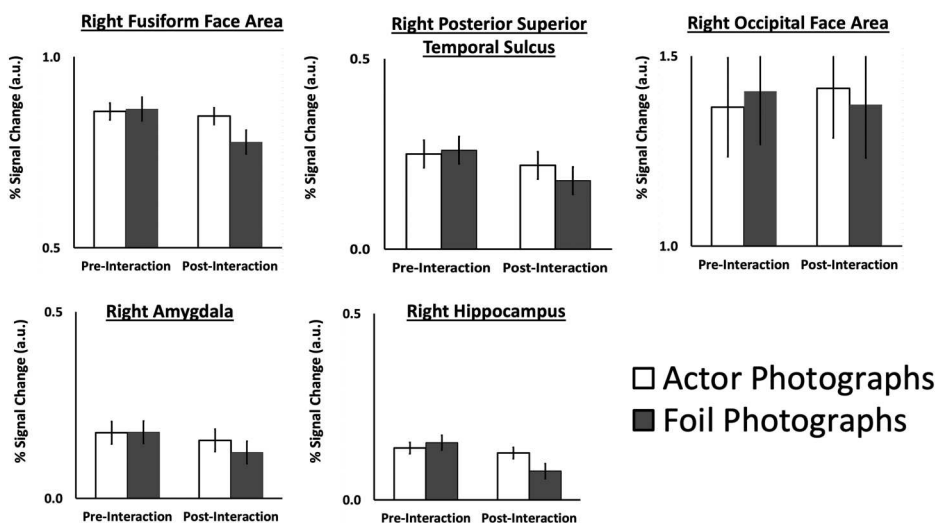 Right Fusiform Face Area
% Signal Change (a.u.)
1.0
0.5
Pre-Interaction
Post-Interaction
Right Posterior Superior
Temporal Sulcus
% Signal Change (a.u.)
0.5
0.0
Pre-Interaction
Post-Interaction
Right Occipital Face Area
% Signal Change (a.u.)
1.5
1.0
Pre-Interaction
Post-Interaction
Right Amygdala
% Signal Change (a.u.)
0.5
0.0
Pre-Interaction
Post-Interaction
Right Hippocampus
% Signal Change (a.u.)
0.5
0.0
Pre-Interaction
Post-Interaction
Actor Photographs
Foil Photographs